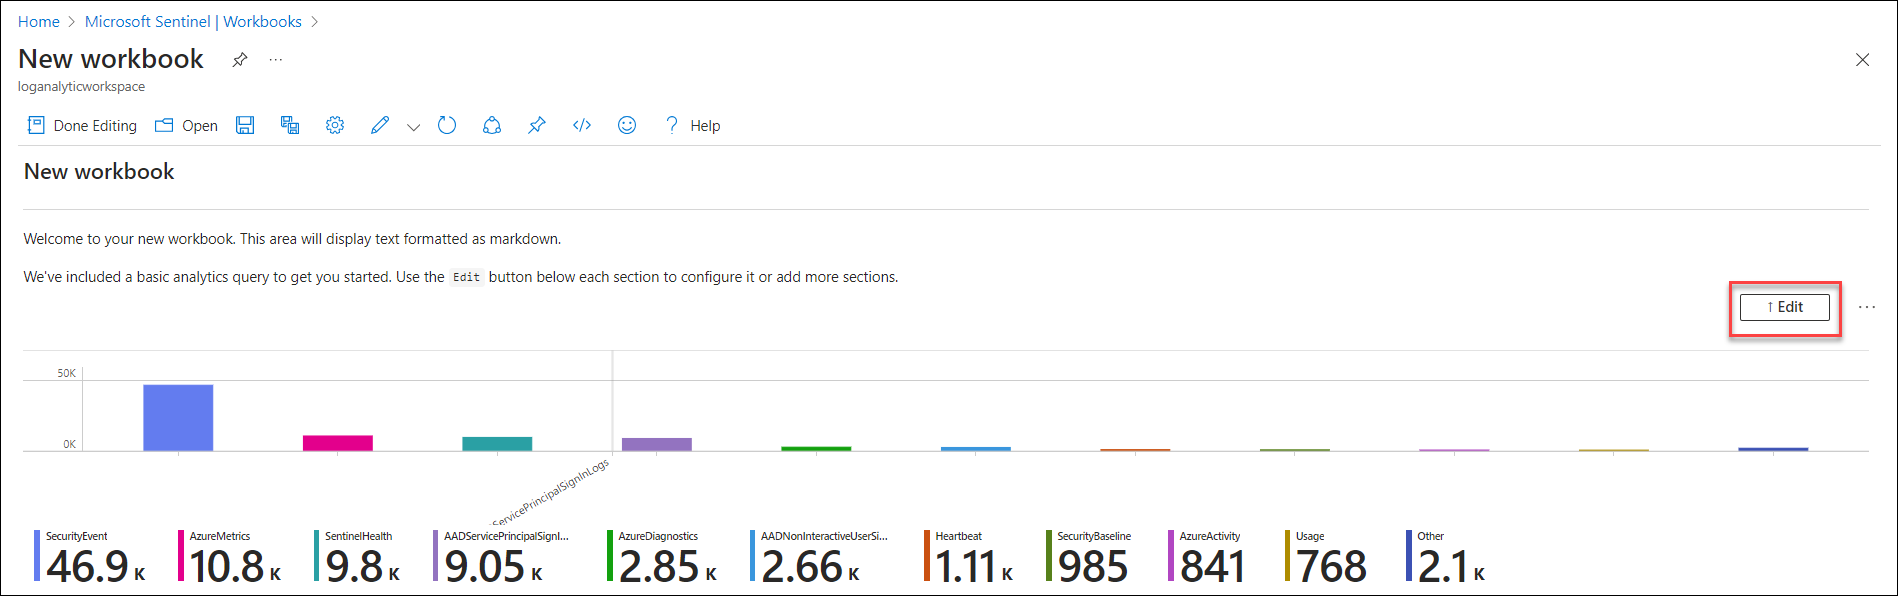 Home > Microsoft Sentinel | Workbooks >
New workbook
loganalyticworkspace
Done Editing Open Help
New workbook
Welcome to your new workbook. This area will display text formatted as markdown.
We've included a basic analytics query to get you started. Use the Edit button below each section to configure it or add more sections.
↑ Edit
50K
0K
ServicePrincipalSignInLogs
SecurityEvent
46.9 K
AzureMetrics
10.8 K
SentinelHealth
9.8 K
AADServicePrincipalSignI...
9.05 K
AzureDiagnostics
2.85 K
AADNonInteractiveUserSi...
2.66 K
Heartbeat
1.11 K
SecurityBaseline
985
AzureActivity
841
Usage
768
Other
2.1 K